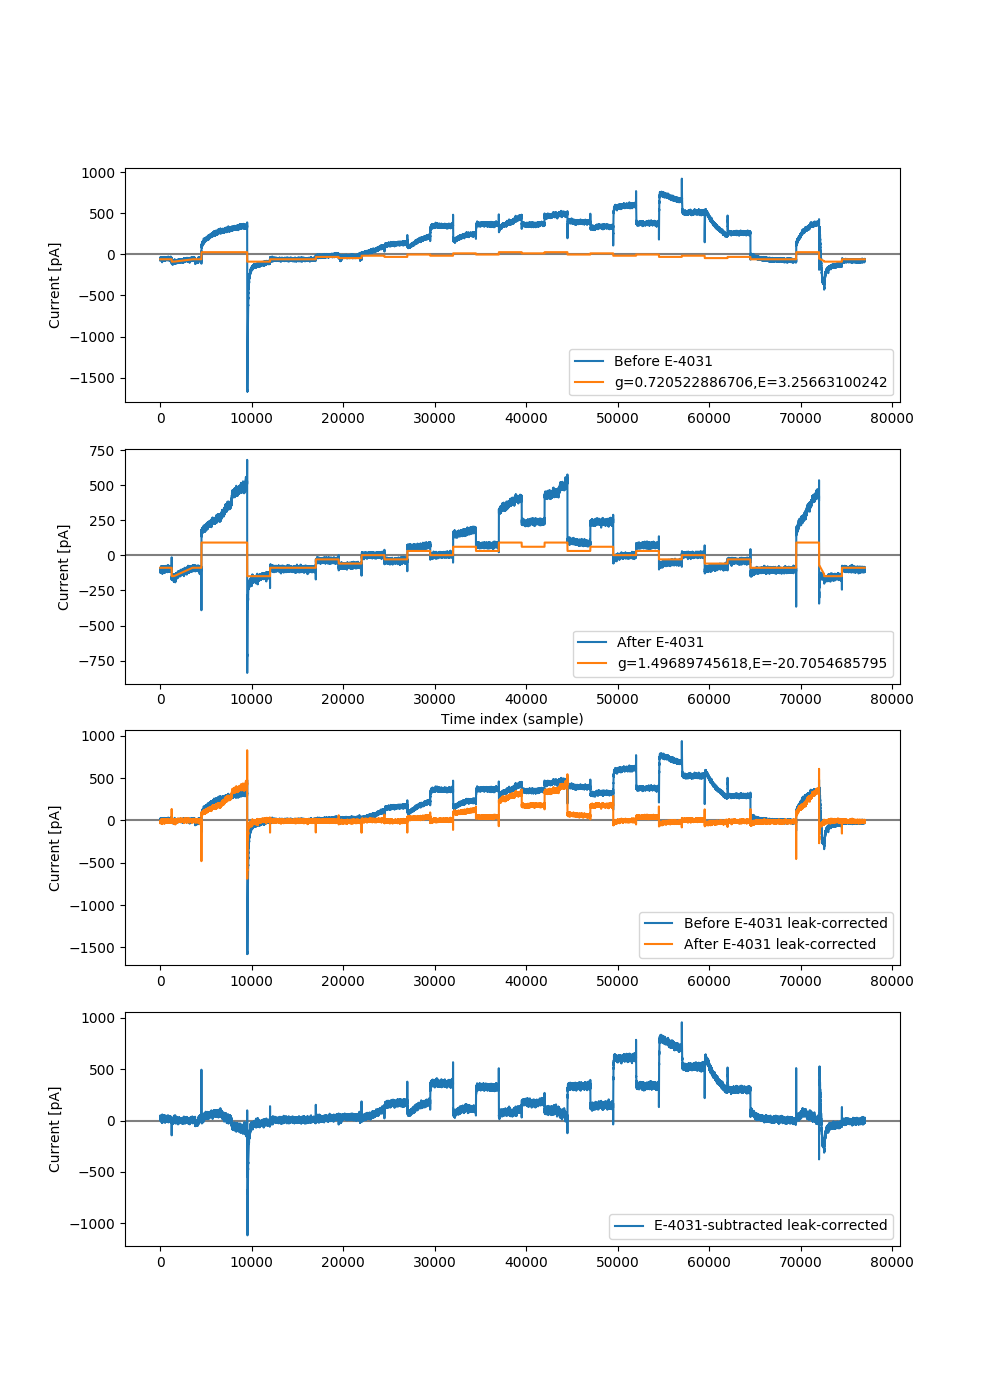 1000
500
0
−500
−1000
−1500
Current [pA]
0 10000 20000 30000 40000 50000 60000 70000 80000
Before E-4031
g=0.720522886706,E=3.25663100242
750
500
250
0
−250
−500
−750
Current [pA]
0 10000 20000 30000 40000 50000 60000 70000 80000
After E-4031
g=1.49689745618,E=-20.7054685795
Time index (sample)
1000
500
0
−500
−1000
−1500
Current [pA]
0 10000 20000 30000 40000 50000 60000 70000 80000
Before E-4031 leak-corrected
After E-4031 leak-corrected
1000
500
0
−500
−1000
Current [pA]
0 10000 20000 30000 40000 50000 60000 70000 80000
E-4031-subtracted leak-corrected